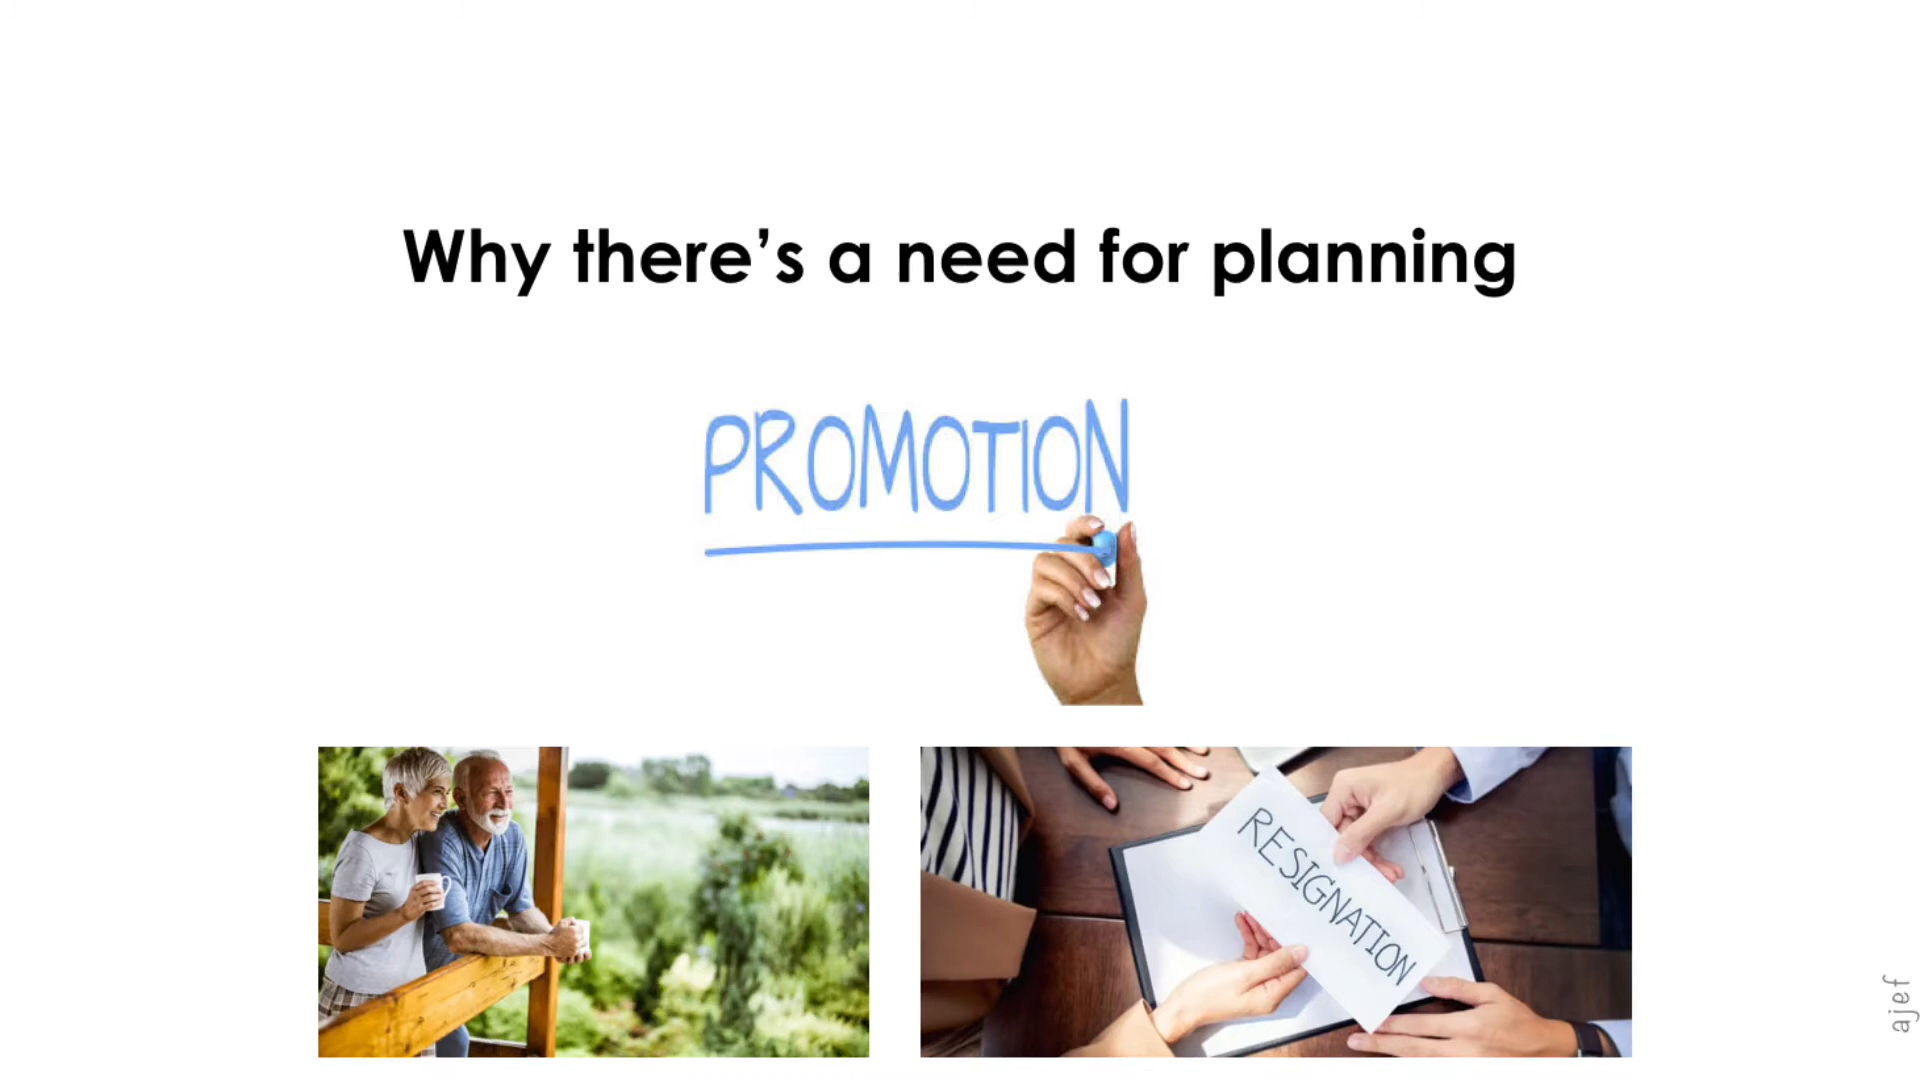 Why there’s a need for planning
PROMOTION
RESIGNATION
ajef